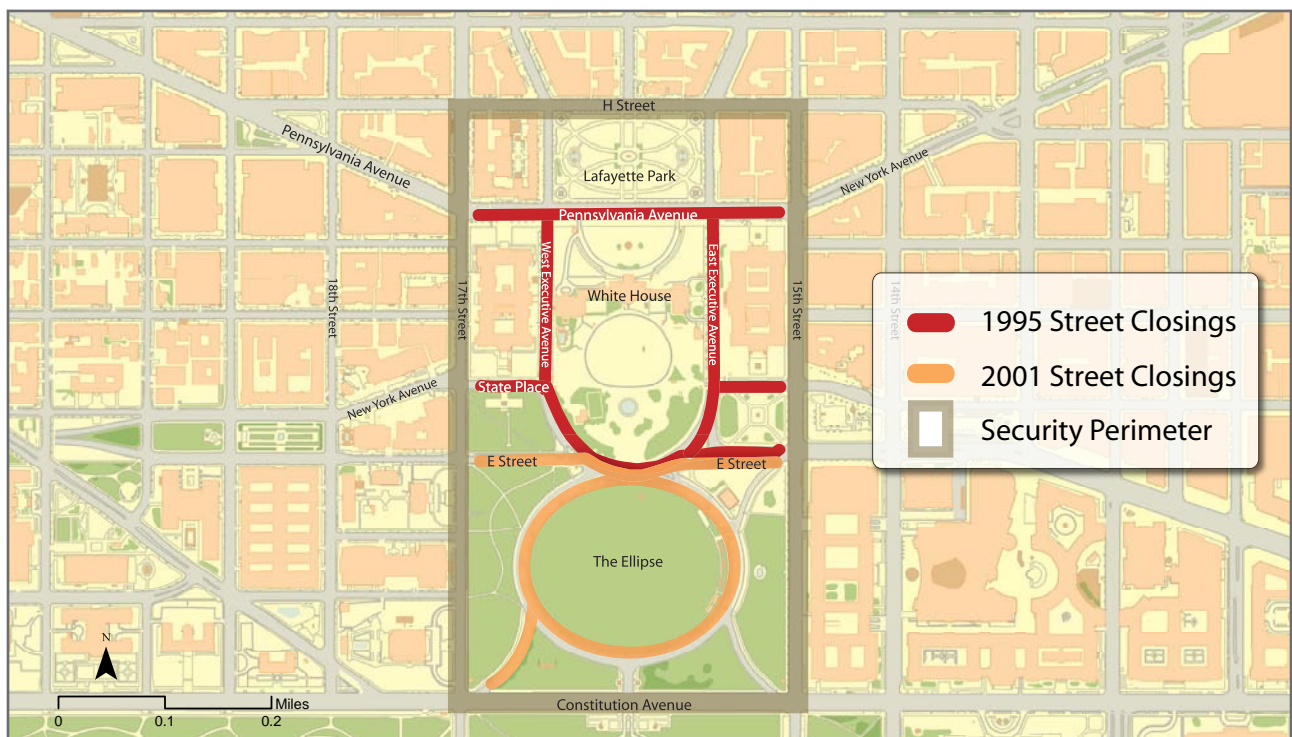 H Street
Pennsylvania Avenue
Lafayette Park
New York Avenue
Pennsylvania Avenue
West Executive Avenue
East Executive Avenue
White House
18th Street
17th Street
15th Street
14th Street
1995 Street Closings
2001 Street Closings
Security Perimeter
State Place
New York Avenue
E Street
E Street
The Ellipse
N
Miles
0
0.1
0.2
Constitution Avenue